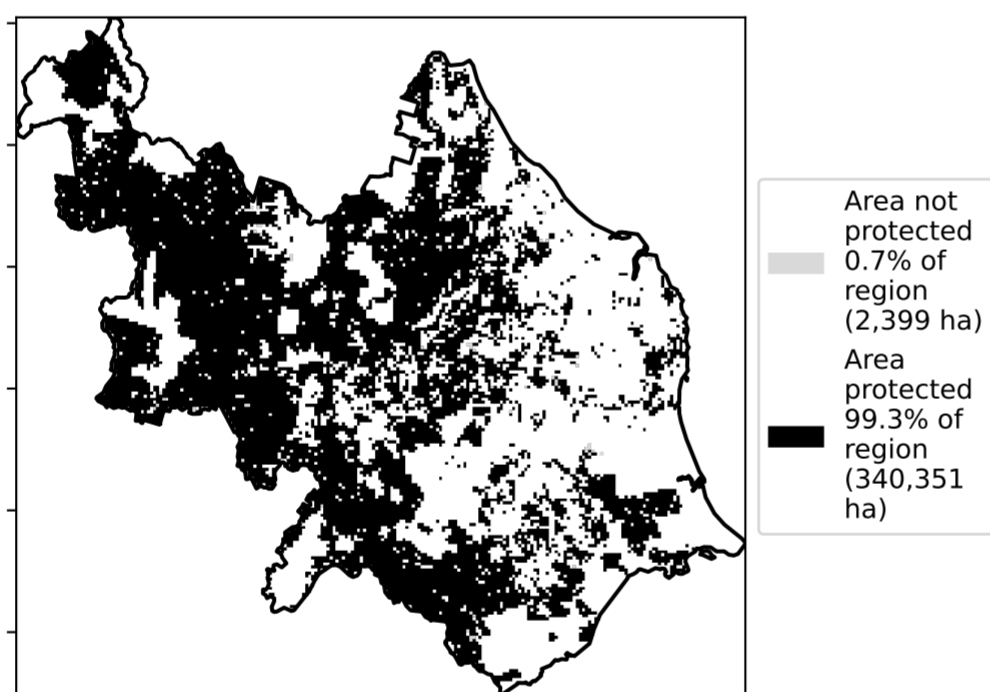 Area not
protected
0.7% of
region
(2,399 ha)
Area
protected
99.3% of
region
(340,351
ha)